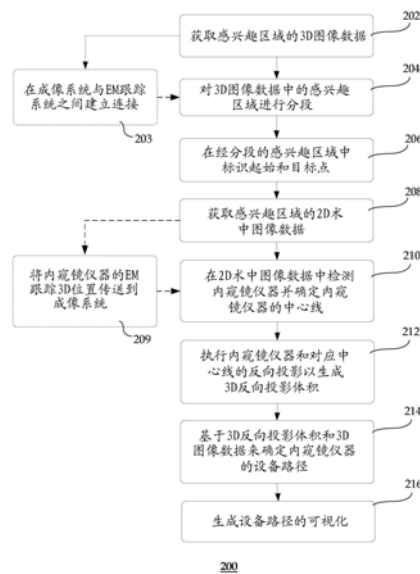 获取感兴趣区域的3D图像数据
202
在成像系统与EM跟踪
系统之间建立连接
203
对3D图像数据中的感兴趣
区域进行分段
204
在经分段的感兴趣区域中
标识起始和目标点
206
获取感兴趣区域的2D术
中图像数据
208
将内窥镜仪器的EM
跟踪3D位置传送到
成像系统
209
在2D术中图像数据中检测
内窥镜仪器并确定内窥
镜仪器的中心线
210
执行内窥镜仪器和对应中
心线的反向投影以生成
3D反向投影体积
212
基于3D反向投影体积和3D
图像数据来确定内窥镜仪器
的设备路径
214
生成设备路径的可视化
216
200